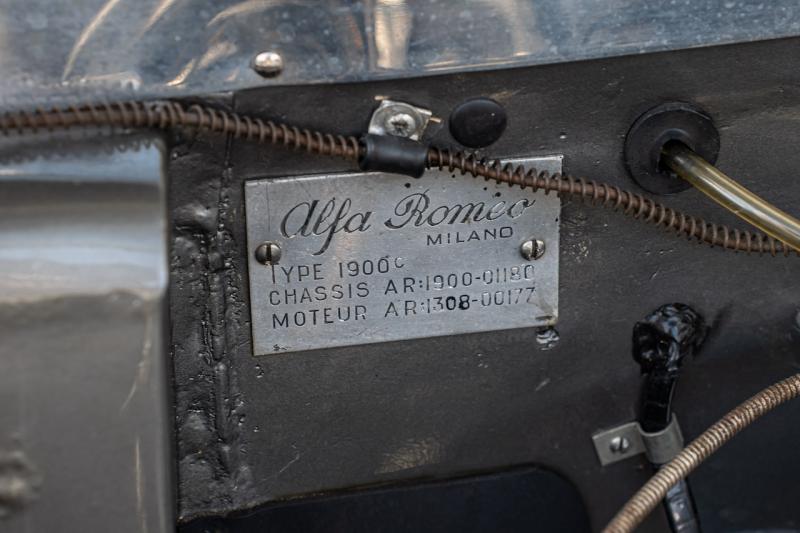 Alfa Romeo
MILANO
TYPE 1900C
CHASSIS AR:1900-01180
MOTEUR AR:1308-00177